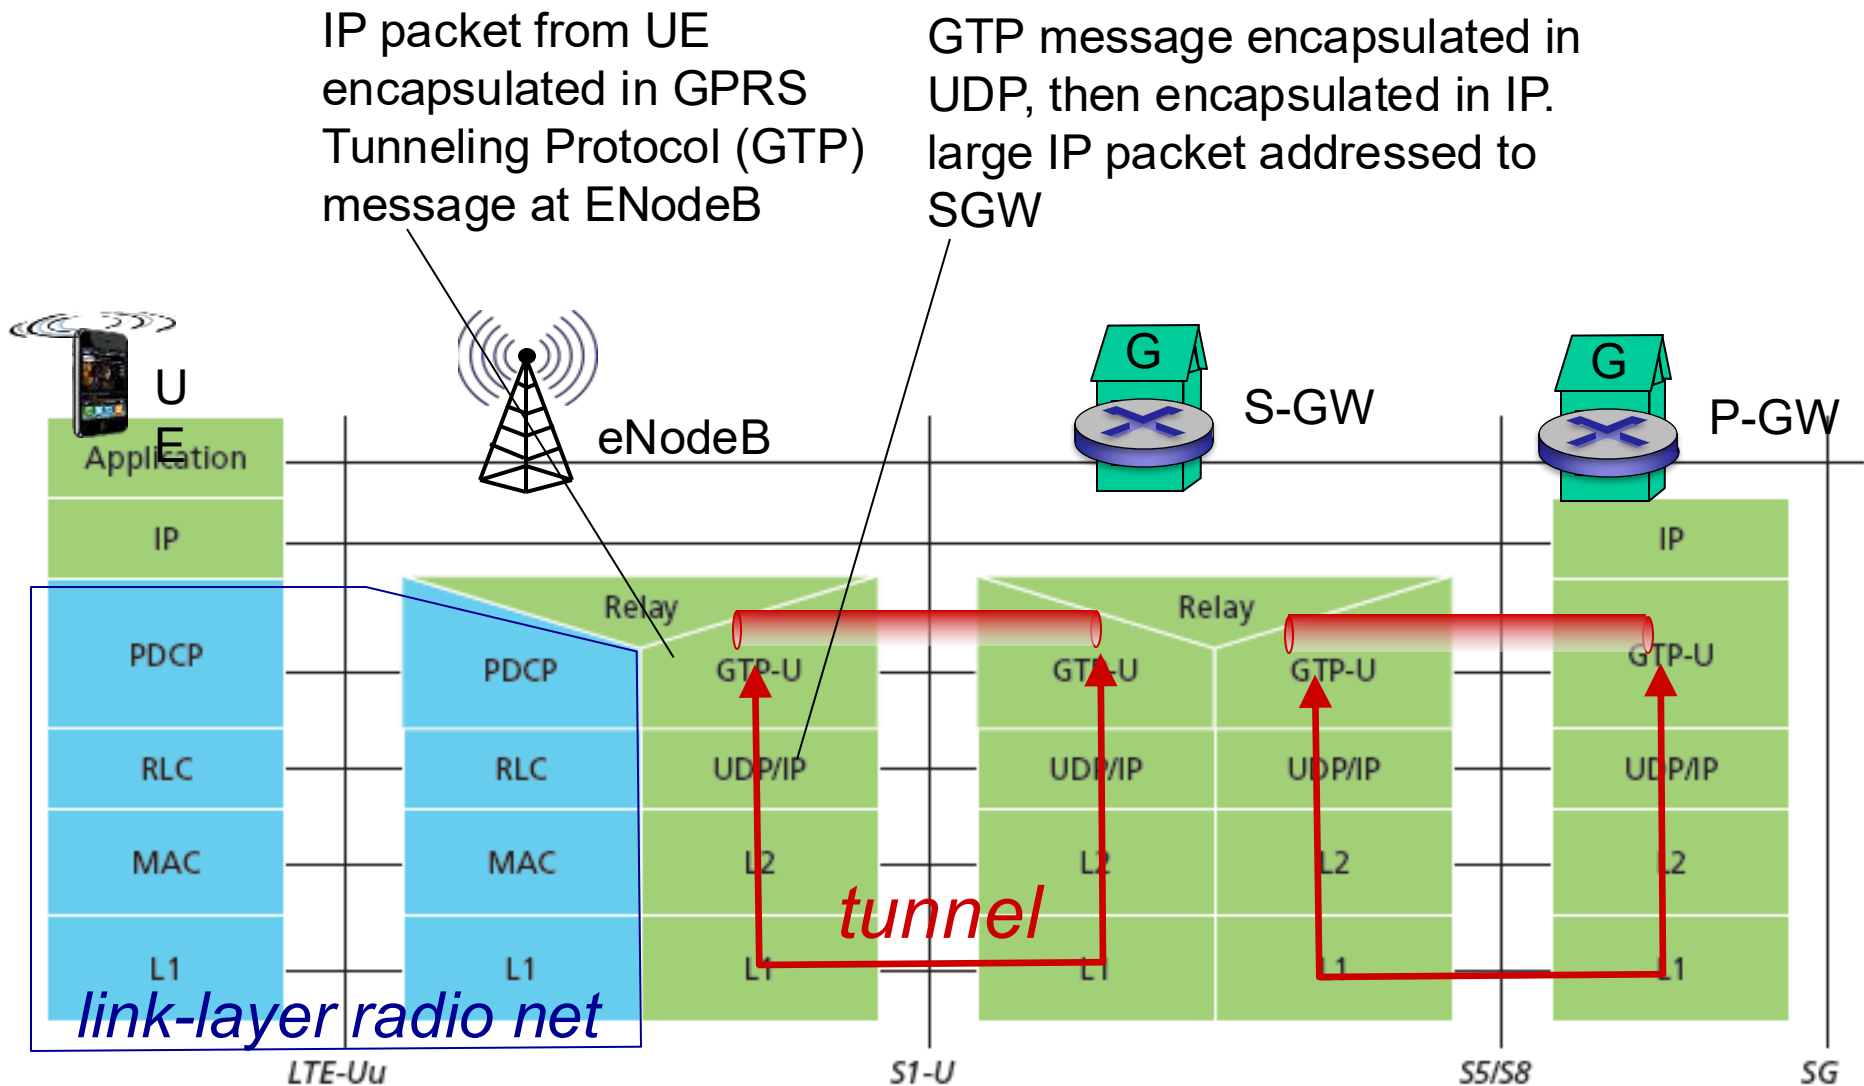 IP packet from UE
encapsulated in GPRS
Tunneling Protocol (GTP)
message at ENodeB
GTP message encapsulated in
UDP, then encapsulated in IP.
large IP packet addressed to
SGW
U
E
eNodeB
G
S-GW
G
P-GW
Application
IP
IP
Relay
Relay
PDCP
PDCP
GTP-U
GTP-U
GTP-U
GTP-U
RLC
RLC
UDP/IP
UDP/IP
UDP/IP
UDP/IP
MAC
MAC
L2
L2
L2
L2
tunnel
L1
L1
L1
L1
L1
L1
link-layer radio net
LTE-Uu
S1-U
S5/S8
SG